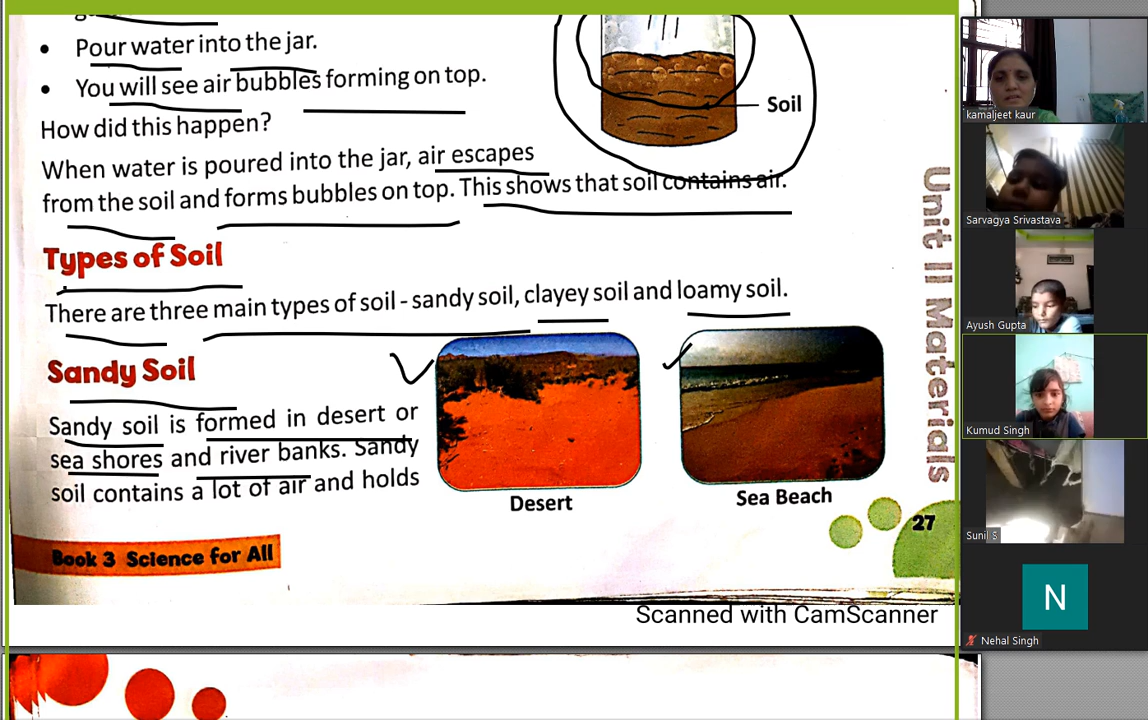 • Pour water into the jar.
• You will see air bubbles forming on top.
How did this happen?
When water is poured into the jar, air escapes
from the soil and forms bubbles on top. This shows that soil contains air.
Soil
Types of Soil
There are three main types of soil - sandy soil, clayey soil and loamy soil.
Sandy Soil
Sandy soil is formed in desert or
sea shores and river banks. Sandy
soil contains a lot of air and holds
Desert
Sea Beach
Unit II Materials
27
Book 3 Science for All
Scanned with CamScanner
kamaljeet kaur
Sarvagya Srivastava
Ayush Gupta
Kumud Singh
Sunil S
N
Nehal Singh